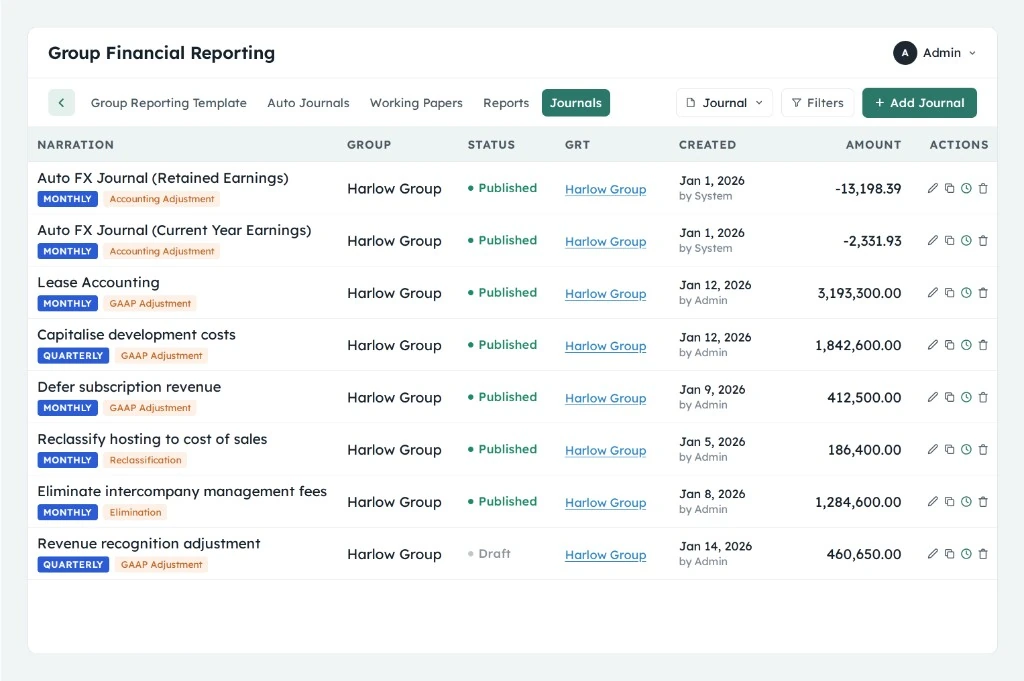 Group Financial Reporting
A Admin
Group Reporting Template Auto Journals Working Papers Reports Journals Journal Filters + Add Journal
NARRATION GROUP STATUS GRT CREATED AMOUNT ACTIONS
Auto FX Journal (Retained Earnings)
MONTHLY Accounting Adjustment
Harlow Group Published Harlow Group
Jan 1, 2026
by System
-13,198.39
Auto FX Journal (Current Year Earnings)
MONTHLY Accounting Adjustment
Harlow Group Published Harlow Group
Jan 1, 2026
by System
-2,331.93
Lease Accounting
MONTHLY GAAP Adjustment
Harlow Group Published Harlow Group
Jan 12, 2026
by Admin
3,193,300.00
Capitalise development costs
QUARTERLY GAAP Adjustment
Harlow Group Published Harlow Group
Jan 12, 2026
by Admin
1,842,600.00
Defer subscription revenue
MONTHLY GAAP Adjustment
Harlow Group Published Harlow Group
Jan 9, 2026
by Admin
412,500.00
Reclassify hosting to cost of sales
MONTHLY Reclassification
Harlow Group Published Harlow Group
Jan 5, 2026
by Admin
186,400.00
Eliminate intercompany management fees
MONTHLY Elimination
Harlow Group Published Harlow Group
Jan 8, 2026
by Admin
1,284,600.00
Revenue recognition adjustment
QUARTERLY GAAP Adjustment
Harlow Group Draft Harlow Group
Jan 14, 2026
by Admin
460,650.00